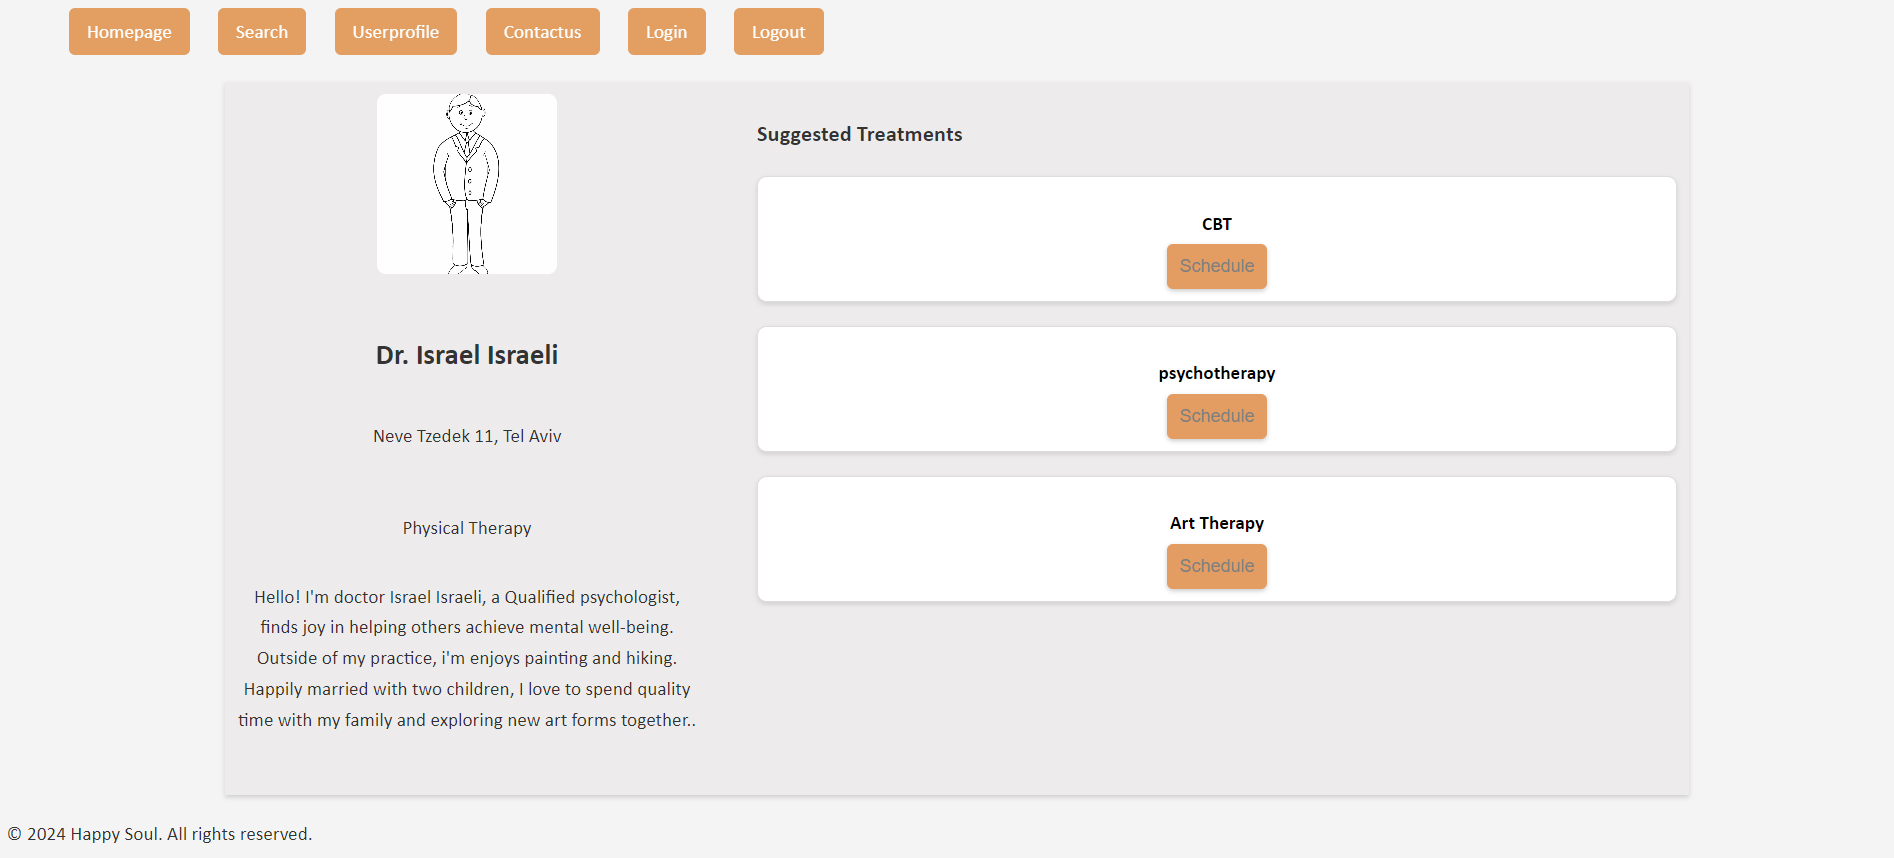 Homepage Search Userprofile Contactus Login Logout
Dr. Israel Israeli
Neve Tzedek 11, Tel Aviv
Physical Therapy
Hello! I'm doctor Israel Israeli, a Qualified psychologist,
finds joy in helping others achieve mental well-being.
Outside of my practice, i'm enjoys painting and hiking.
Happily married with two children, I love to spend quality
time with my family and exploring new art forms together..
Suggested Treatments
CBT
Schedule
psychotherapy
Schedule
Art Therapy
Schedule
© 2024 Happy Soul. All rights reserved.